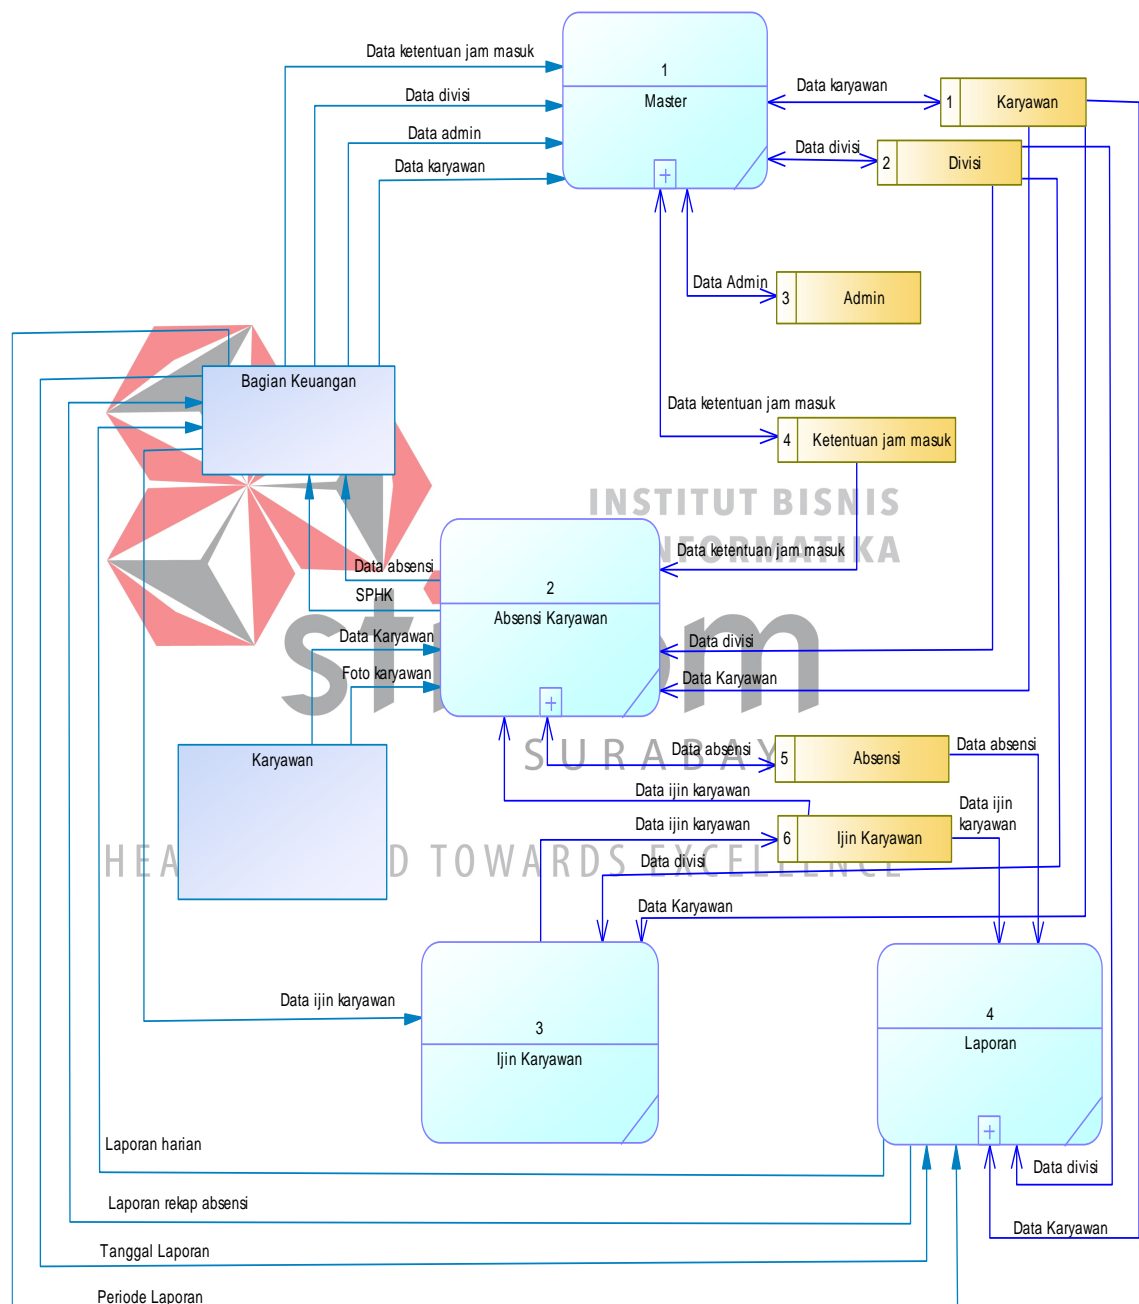 Data ketentuan jam masuk
1
Master
Data karyawan
1
Karyawan
Data divisi
Data divisi
2
Divisi
Data admin
Data karyawan
Data Admin
3
Admin
Bagian Keuangan
Data ketentuan jam masuk
4
Ketentuan jam masuk
INSTITUT BISNIS
NFORMATIKA
Data ketentuan jam masuk
Data absensi
2
SPHK
Absensi Karyawan
Data Karyawan
Data divisi
Foto karyawan
Data Karyawan
SURABAY
Karyawan
Data absensi
5
Absensi
Data absensi
Data ijin karyawan
Data ijin
karyawan
Data ijin karyawan
6
Ijin Karyawan
HEA D TOWARDS EXCELLENCE
Data divisi
Data Karyawan
Data ijin karyawan
3
Ijin Karyawan
4
Laporan
Laporan harian
Data divisi
Laporan rekap absensi
Data Karyawan
Tanggal Laporan
Periode Laporan